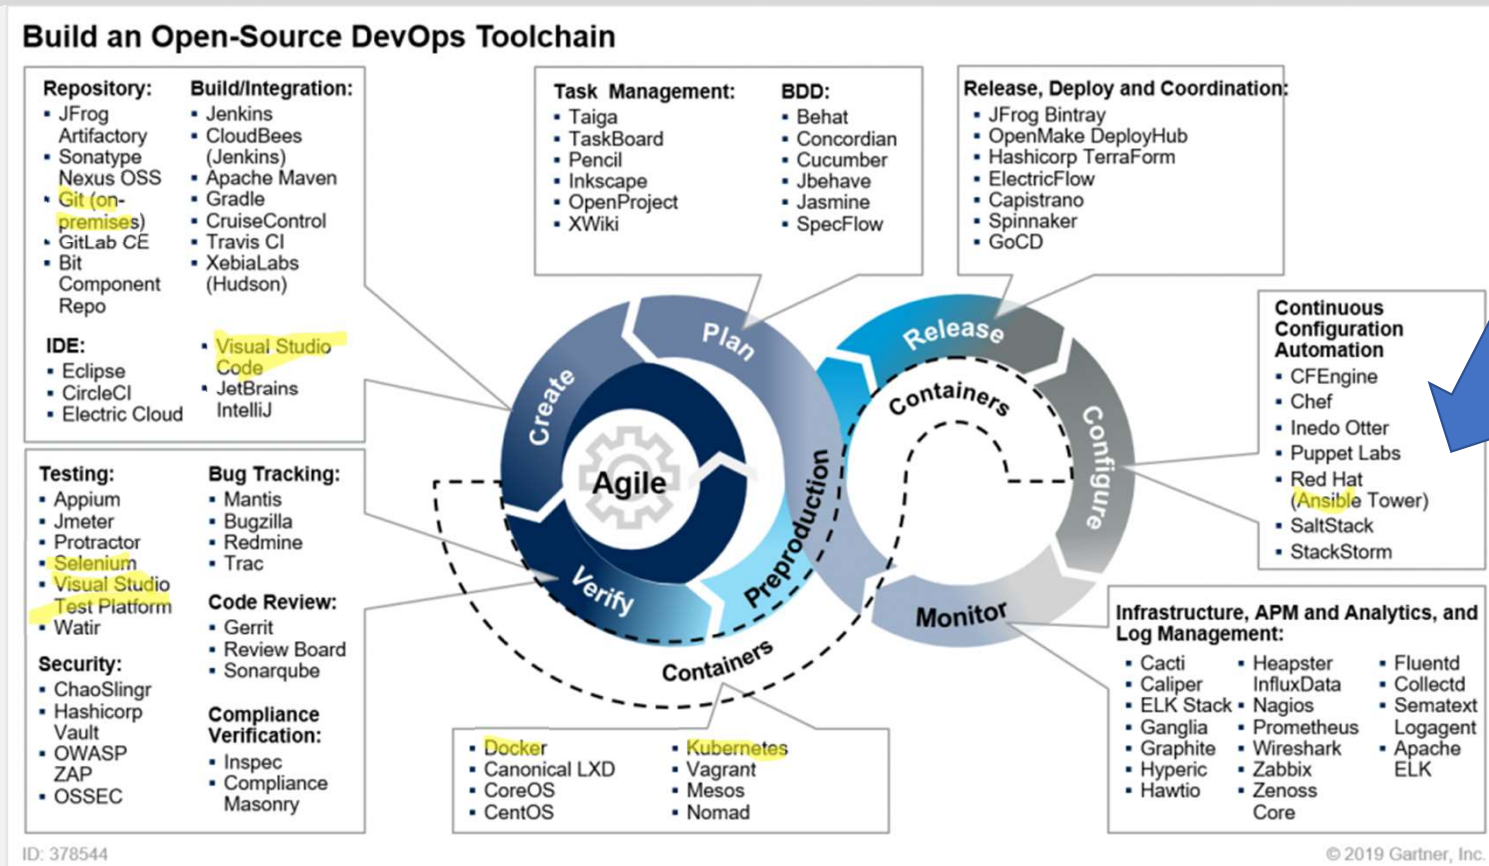 Build an Open-Source DevOps Toolchain
Repository:
JFrog
Artifactory
Sonatype
Nexus OSS
Git (on-
premises)
GitLab CE
Bit
Component
Repo
Build/Integration:
Jenkins
CloudBees
(Jenkins)
Apache Maven
Gradle
CruiseControl
Travis CI
XebiaLabs
(Hudson)
IDE:
Eclipse
CircleCI
Electric Cloud
Visual Studio
Code
JetBrains
IntelliJ
Task Management:
Taiga
TaskBoard
Pencil
Inkscape
OpenProject
XWiki
BDD:
Behat
Concordian
Cucumber
Jbehave
Jasmine
SpecFlow
Release, Deploy and Coordination:
JFrog Bintray
OpenMake DeployHub
Hashicorp TerraForm
ElectricFlow
Capistrano
Spinnaker
GoCD
Continuous
Configuration
Automation
CFEngine
Chef
Inedo Otter
Puppet Labs
Red Hat
(Ansible Tower)
SaltStack
StackStorm
Create
Plan
Agile
Verify
Preproduction
Release
Containers
Configure
Monitor
Containers
Testing:
Appium
Jmeter
Protractor
Selenium
Visual Studio
Test Platform
Watir
Security:
ChaoSlingr
Hashicorp
Vault
OWASP
ZAP
OSSEC
Bug Tracking:
Mantis
Bugzilla
Redmine
Trac
Code Review:
Gerrit
Review Board
Sonarqube
Compliance
Verification:
Inspec
Compliance
Masonry
Docker
Canonical LXD
CoreOS
CentOS
Kubernetes
Vagrant
Mesos
Nomad
Infrastructure, APM and Analytics, and
Log Management:
Cacti
Caliper
ELK Stack
Ganglia
Graphite
Hyperic
Hawtio
Heapster
InfluxData
Nagios
Prometheus
Wireshark
Zabbix
Zenoss
Core
Fluentd
Collectd
Sematext
Logagent
Apache
ELK
ID: 378544
© 2019 Gartner, Inc.